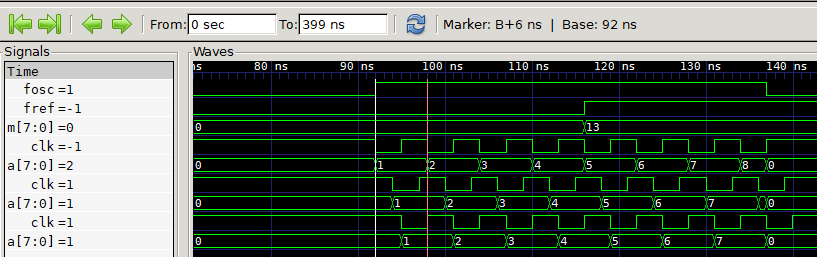 From: 0 sec To: 399 ns Marker: B+6 ns | Base: 92 ns
Signals Waves
Time ns 80 ns 90 ns 100 ns 110 ns 120 ns 130 ns 140 ns
fosc =1
fref =-1
m[7:0] =0 0 13
clk =-1
a[7:0] =2 0 1 2 3 4 5 6 7 8 0
clk =1
a[7:0] =1 0 1 2 3 4 5 6 7 0
clk =1
a[7:0] =1 0 1 2 3 4 5 6 7 0